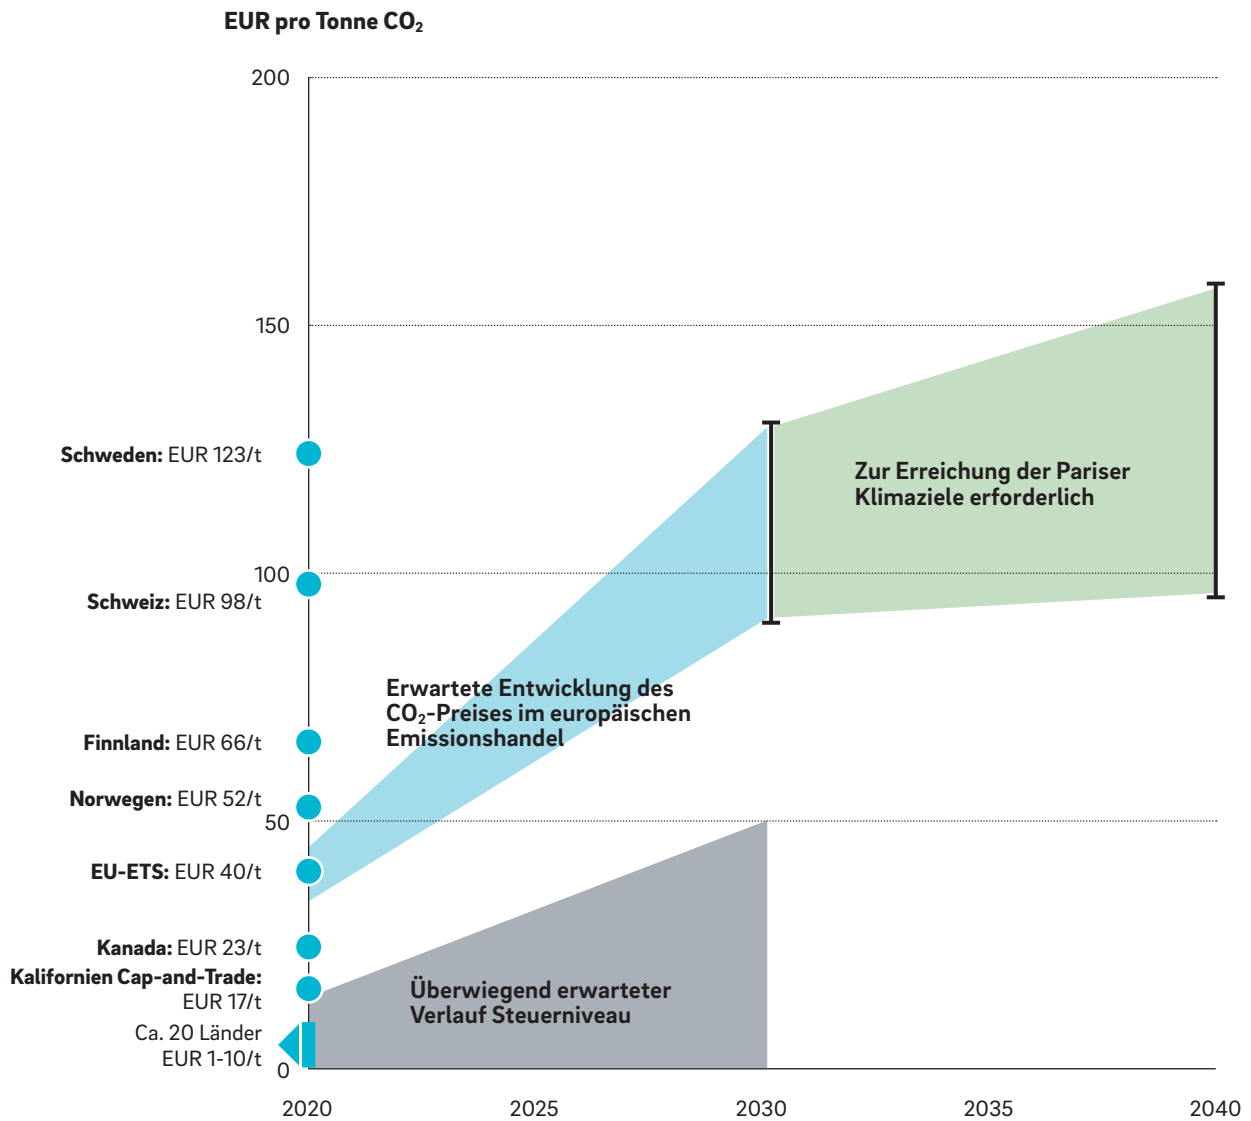 EUR pro Tonne CO₂
200
150
Schweden: EUR 123/t
Zur Erreichung der Pariser
Klimaziele erforderlich
100
Schweiz: EUR 98/t
Erwartete Entwicklung des
CO₂-Preises im europäischen
Emissionshandel
Finnland: EUR 66/t
Norwegen: EUR 52/t
50
EU-ETS: EUR 40/t
Kanada: EUR 23/t
Kalifornien Cap-and-Trade:
EUR 17/t
Überwiegend erwarteter
Verlauf Steuerniveau
Ca. 20 Länder
EUR 1-10/t
0
2020
2025
2030
2035
2040